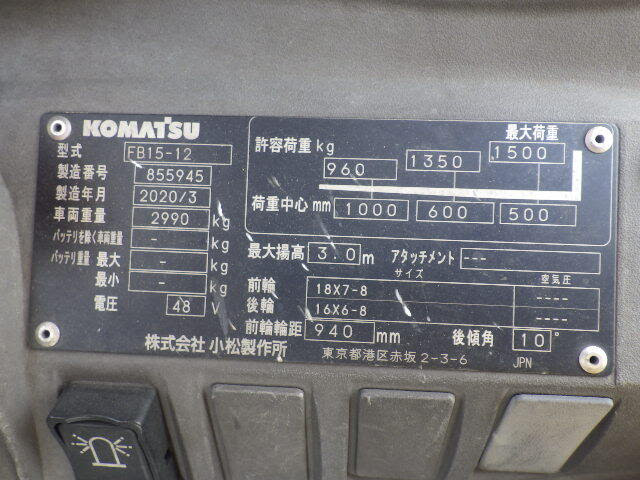 KOMATSU
型式 FB15-12
製造番号 855945
製造年月 2020/3
車両重量 2990 kg
バッテリを除く車両重量 - kg
バッテリ重量 最大 - kg
最小 - kg
電圧 48 V
株式会社 小松製作所
最大荷重
許容荷重 kg 960 1350 1500
荷重中心 mm 1000 600 500
最大揚高 3.0 m アタッチメント ---
サイズ 空気圧
前輪 18X7-8 ----
後輪 16X6-8 ----
前輪輪距 940 mm 後傾角 10°
東京都港区赤坂 2-3-6 JPN